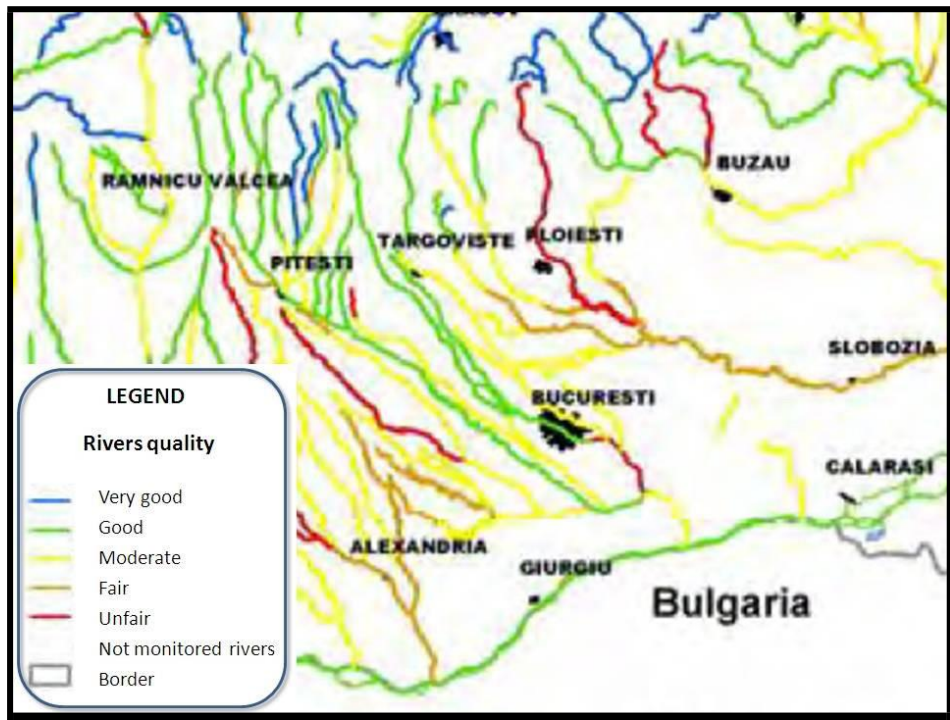 BUZAU
RAMNICU VALCEA
TARGOVISTE
PLOIESTI
PITESTI
SLOBOZIA
BUCURESTI
CALARASI
ALEXANDRIA
GIURGIU
Bulgaria
LEGEND
Rivers quality
Very good
Good
Moderate
Fair
Unfair
Not monitored rivers
Border